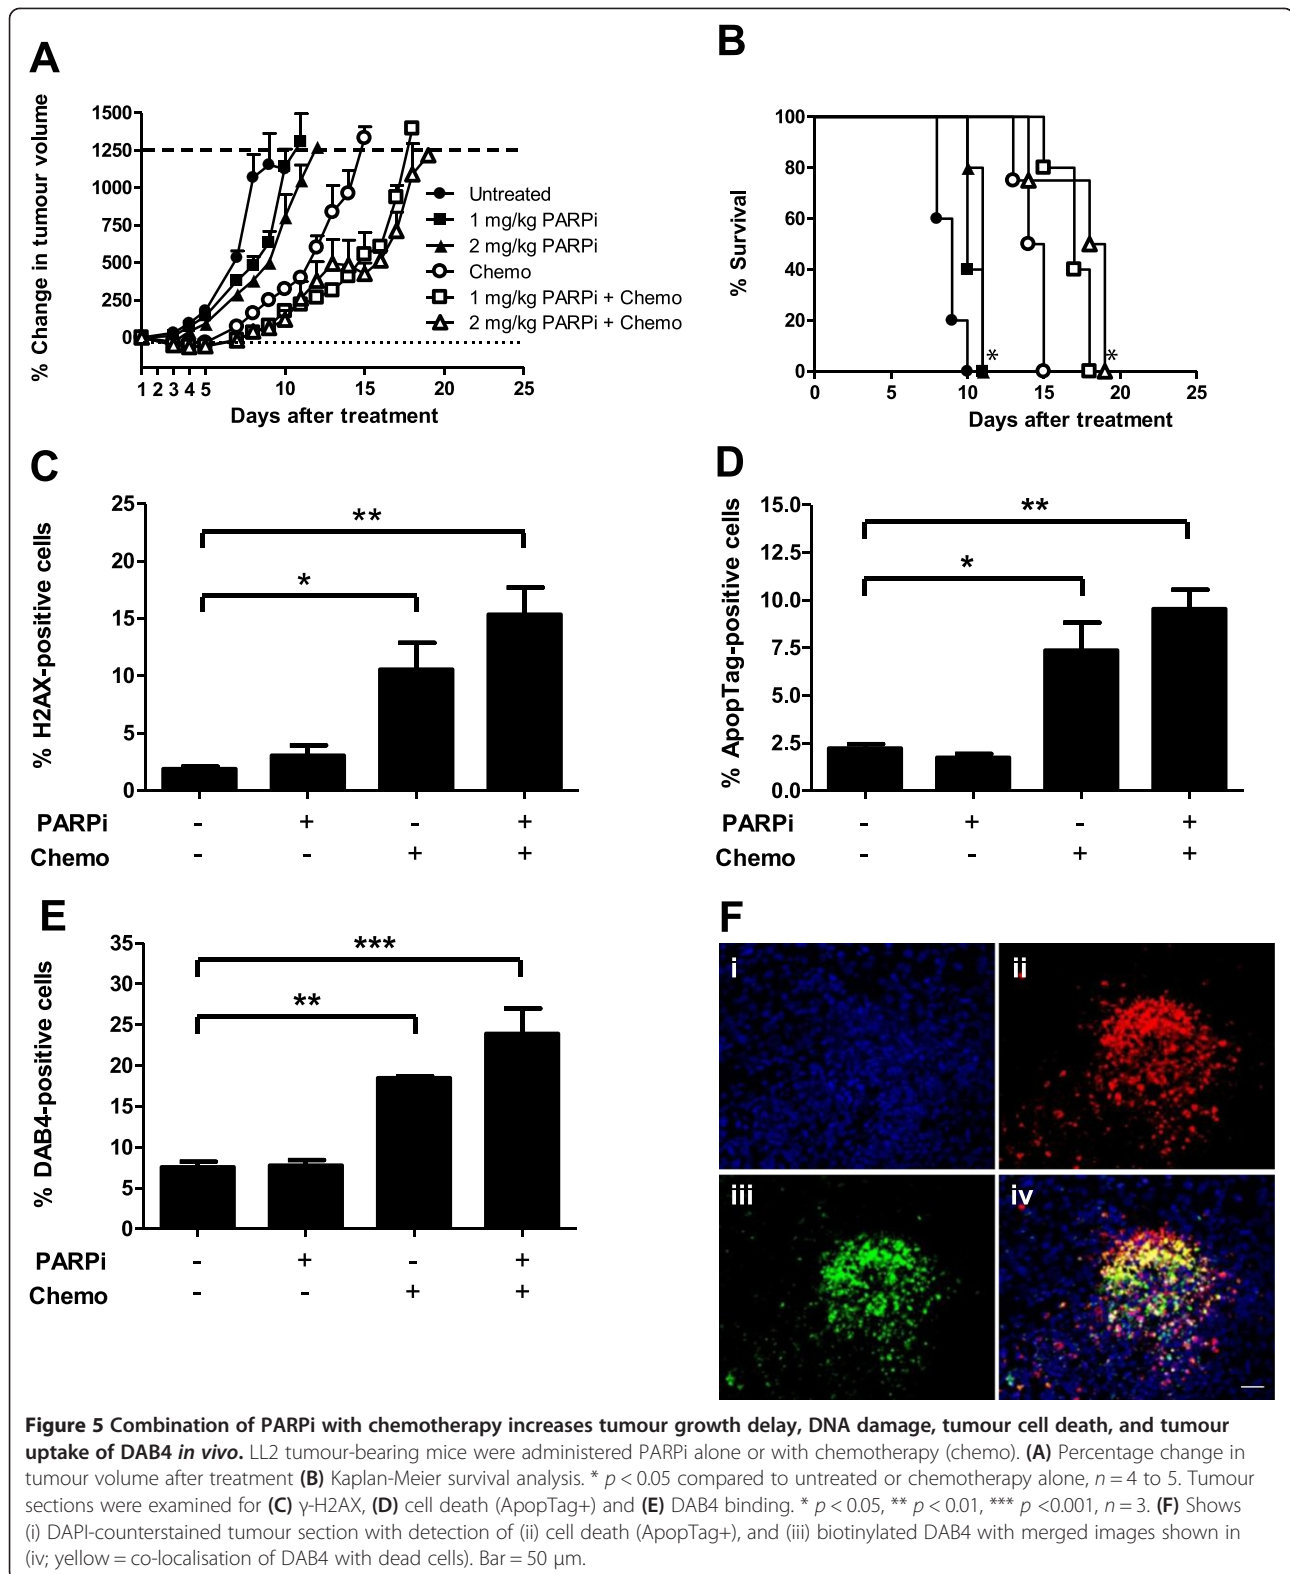 A
% Change in tumour volume
1500
1250
1000
750
500
250
0
1 2 3 4 5 10 15 20 25
Days after treatment
Untreated
1 mg/kg PARPi
2 mg/kg PARPi
Chemo
1 mg/kg PARPi + Chemo
2 mg/kg PARPi + Chemo
B
% Survival
100
80
60
40
20
0
* *
0 5 10 15 20 25
Days after treatment
C
% H2AX-positive cells
25
20
15
10
5
0
**
*
PARPi - + - +
Chemo - - + +
D
% ApopTag-positive cells
15.0
12.5
10.0
7.5
5.0
2.5
0.0
**
*
PARPi - + - +
Chemo - - + +
E
% DAB4-positive cells
35
30
25
20
15
10
5
0
***
**
PARPi - + - +
Chemo - - + +
F
i
ii
iii
iv
Figure 5 Combination of PARPi with chemotherapy increases tumour growth delay, DNA damage, tumour cell death, and tumour
uptake of DAB4 in vivo. LL2 tumour-bearing mice were administered PARPi alone or with chemotherapy (chemo). (A) Percentage change in
tumour volume after treatment (B) Kaplan-Meier survival analysis. * p < 0.05 compared to untreated or chemotherapy alone, n = 4 to 5. Tumour
sections were examined for (C) γ-H2AX, (D) cell death (ApopTag+) and (E) DAB4 binding. * p < 0.05, ** p < 0.01, *** p <0.001, n = 3. (F) Shows
(i) DAPI-counterstained tumour section with detection of (ii) cell death (ApopTag+), and (iii) biotinylated DAB4 with merged images shown in
(iv; yellow = co-localisation of DAB4 with dead cells). Bar = 50 μm.